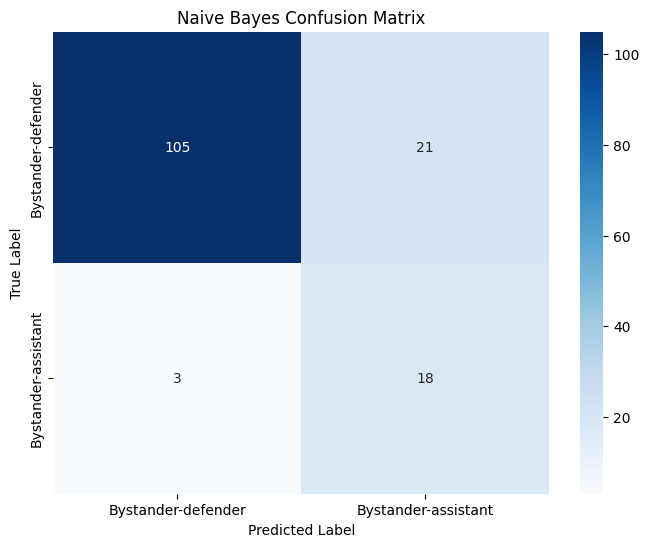 Naive Bayes Confusion Matrix
True Label
Bystander-defender
Bystander-assistant
105
21
3
18
Bystander-defender
Bystander-assistant
Predicted Label
100
80
60
40
20